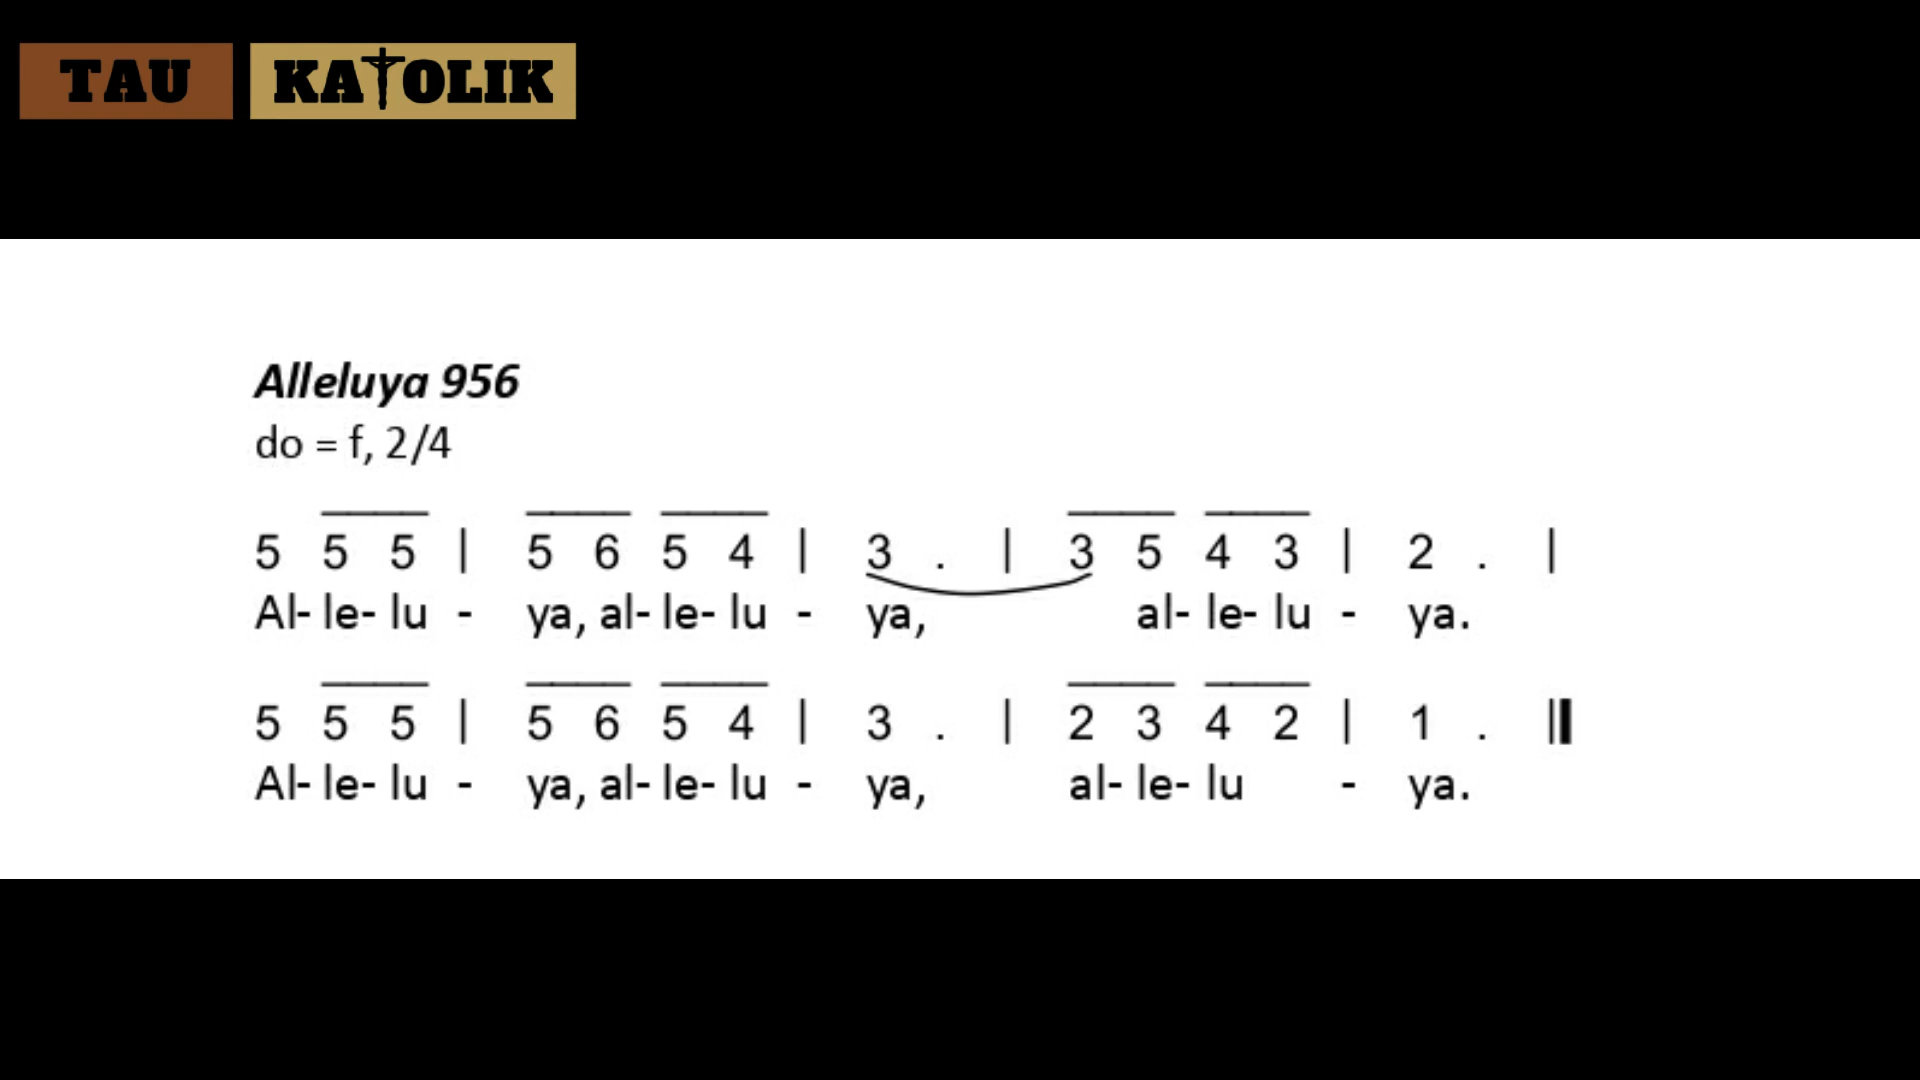 TAU KATOLIK
Alleluya 956
do = f, 2/4
5 5 5 | 5 6 5 4 | 3 . | 3 5 4 3 | 2 . |
Al- le- lu - ya, al- le- lu - ya, al- le- lu - ya.
5 5 5 | 5 6 5 4 | 3 . | 2 3 4 2 | 1 . ||
Al- le- lu - ya, al- le- lu - ya, al- le- lu - ya.